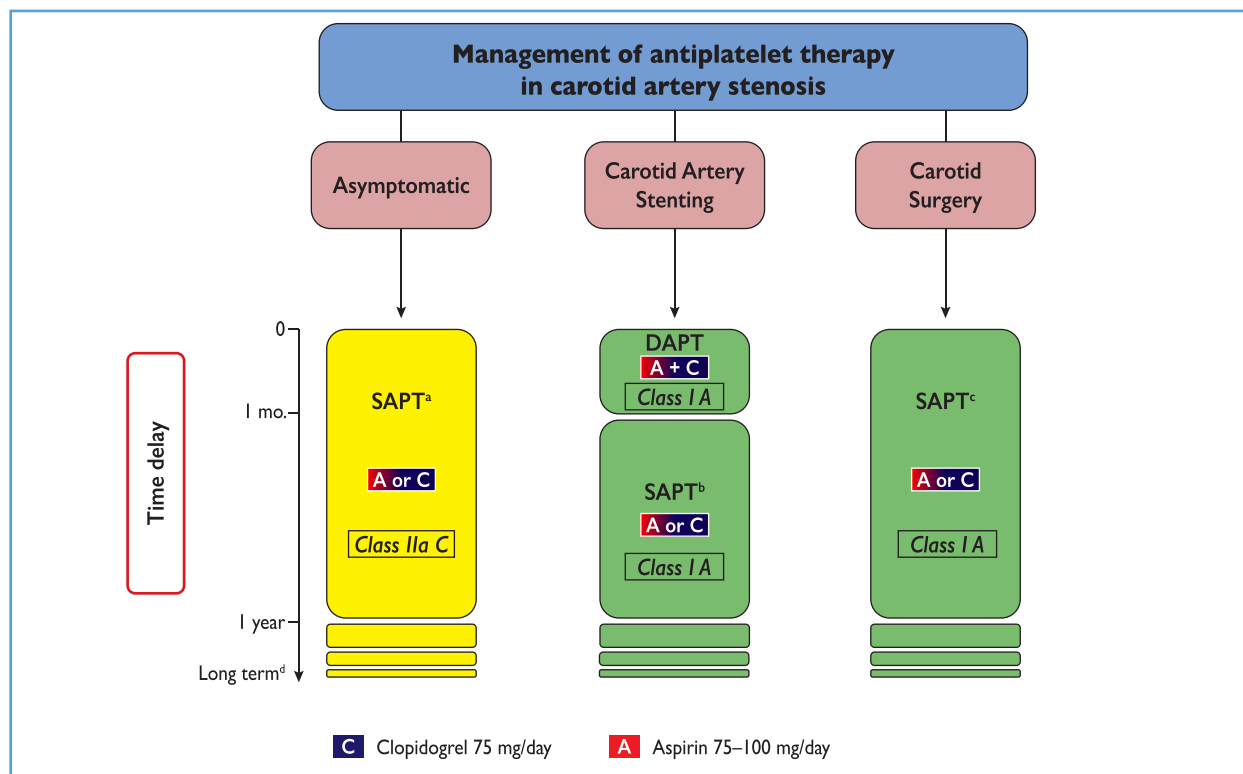 Management of antiplatelet therapy
in carotid artery stenosis
Asymptomatic
Carotid Artery
Stenting
Carotid
Surgery
Time delay
0
1 mo.
1 year
Long termᵈ
SAPTᵃ
A or C
Class IIa C
DAPT
A + C
Class I A
SAPTᵇ
A or C
Class I A
SAPTᶜ
A or C
Class I A
C Clopidogrel 75 mg/day
A Aspirin 75–100 mg/day